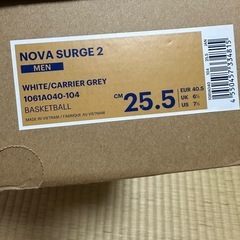 NOVA SURGE 2
MEN
WHITE/CARRIER GREY
1061A040-104
BASKETBALL
MADE IN VIETNAM / FABRIQUÉ AU VIETNAM
CM 25.5
EUR 40.5
UK 6½
US 7½
4550457334815